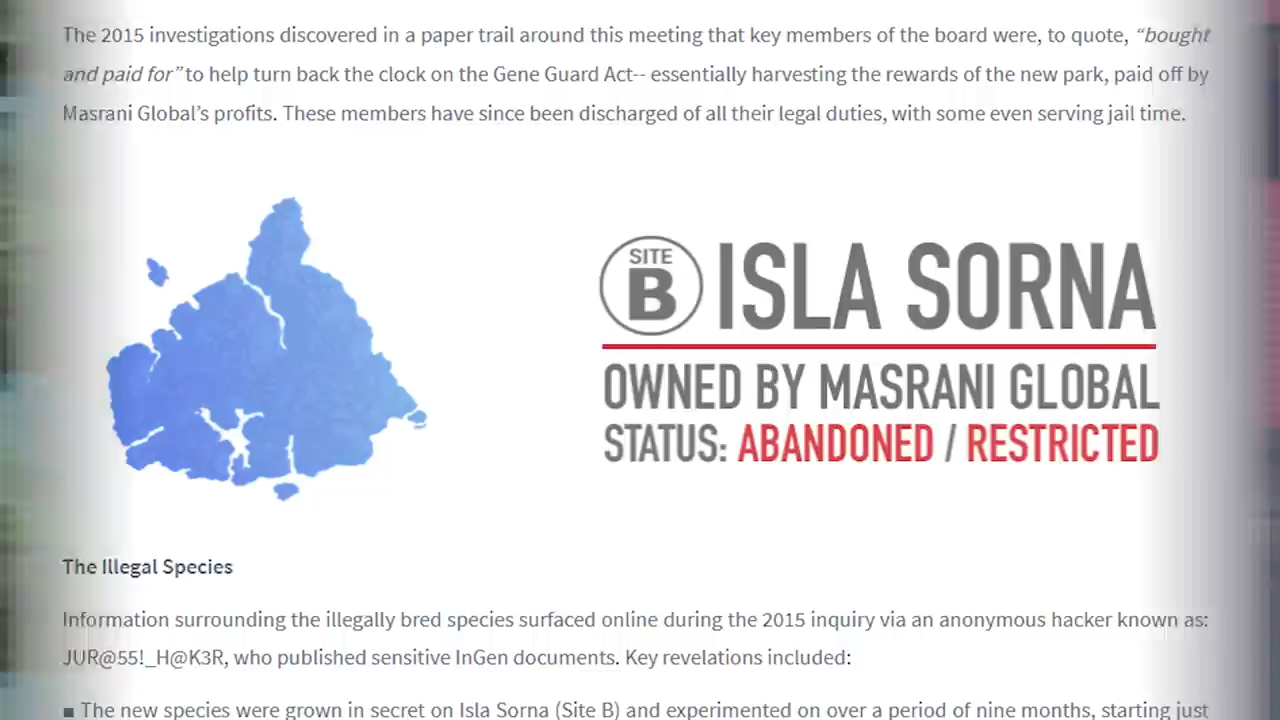 The 2015 investigations discovered in a paper trail around this meeting that key members of the board were, to quote, “bought
and paid for” to help turn back the clock on the Gene Guard Act-- essentially harvesting the rewards of the new park, paid off by
Masrani Global’s profits. These members have since been discharged of all their legal duties, with some even serving jail time.
SITE
B
ISLA SORNA
OWNED BY MASRANI GLOBAL
STATUS: ABANDONED / RESTRICTED
The Illegal Species
Information surrounding the illegally bred species surfaced online during the 2015 inquiry via an anonymous hacker known as:
JUR@55!_H@K3R, who published sensitive InGen documents. Key revelations included:
■ The new species were grown in secret on Isla Sorna (Site B) and experimented on over a period of nine months, starting just